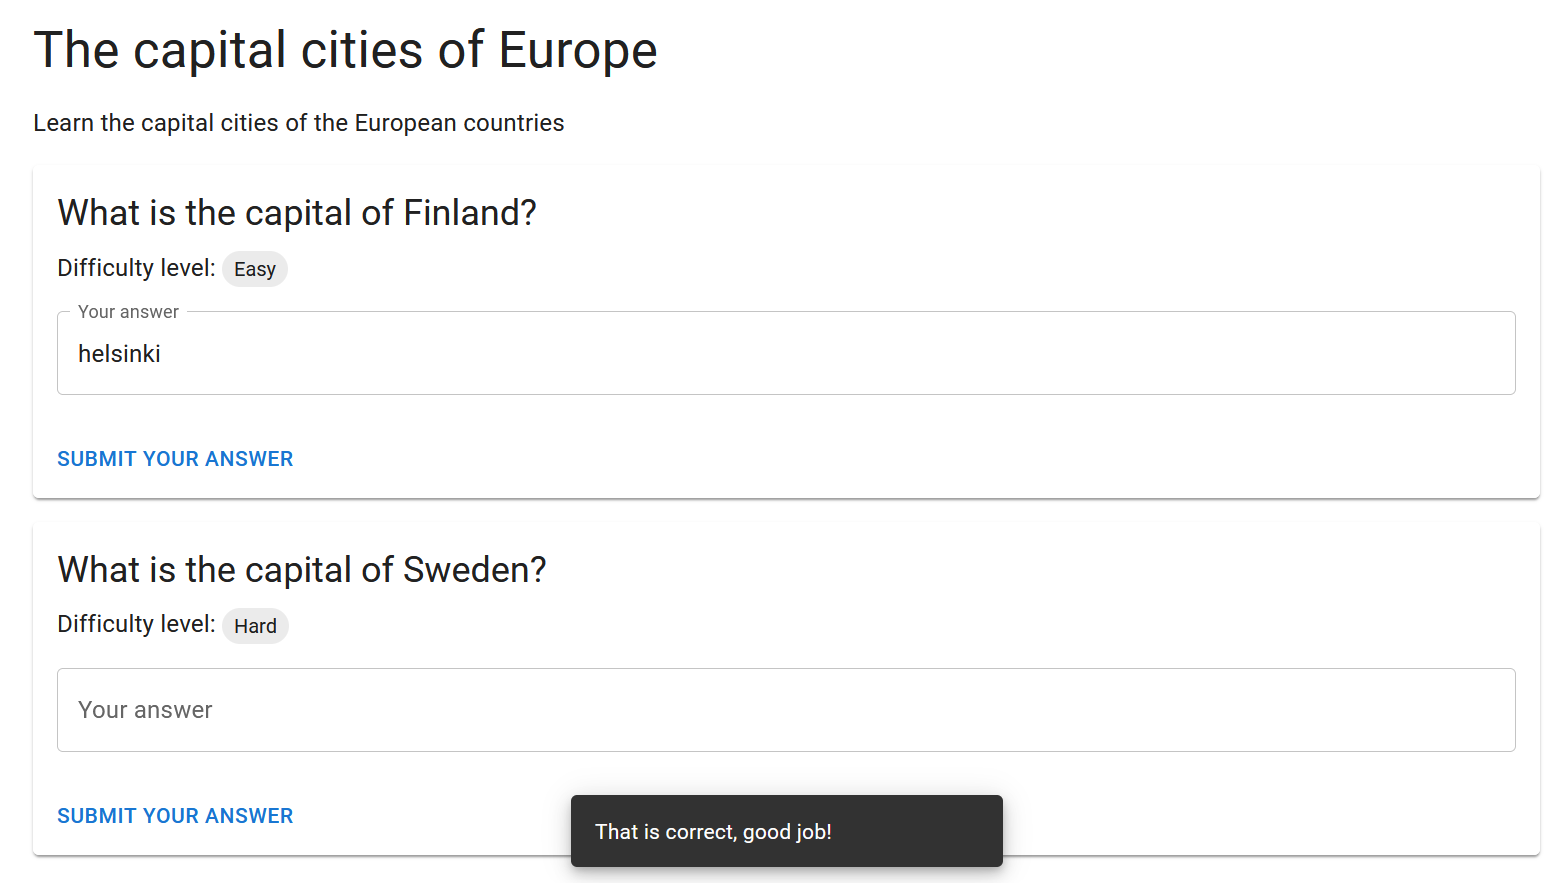 The capital cities of Europe
Learn the capital cities of the European countries
What is the capital of Finland?
Difficulty level: Easy
Your answer
helsinki
SUBMIT YOUR ANSWER
What is the capital of Sweden?
Difficulty level: Hard
Your answer
SUBMIT YOUR ANSWER
That is correct, good job!